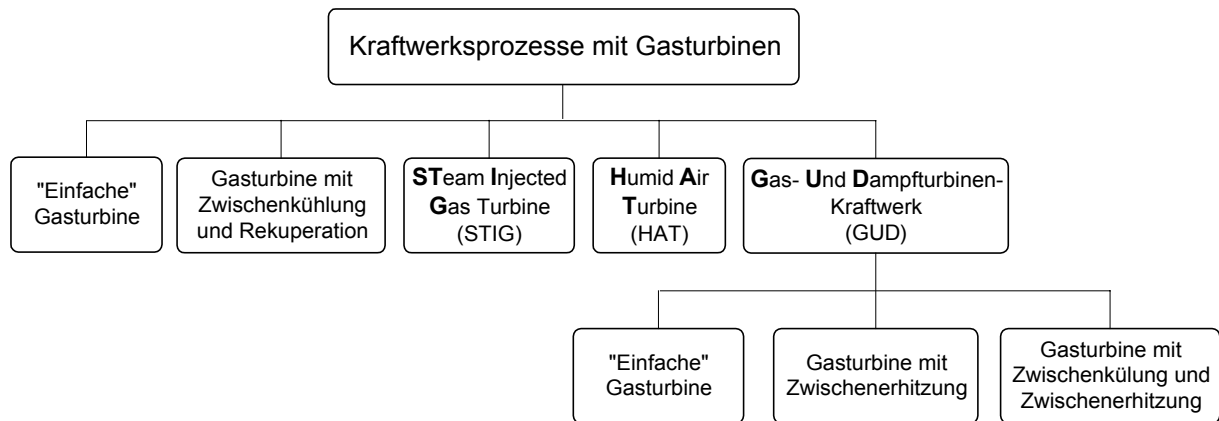 Kraftwerksprozesse mit Gasturbinen
"Einfache"
Gasturbine
Gasturbine mit
Zwischenkühlung
und Rekuperation
STeam Injected
Gas Turbine
(STIG)
Humid Air
Turbine
(HAT)
Gas- Und Dampfturbinen-
Kraftwerk
(GUD)
"Einfache"
Gasturbine
Gasturbine mit
Zwischenerhitzung
Gasturbine mit
Zwischenkülung und
Zwischenerhitzung